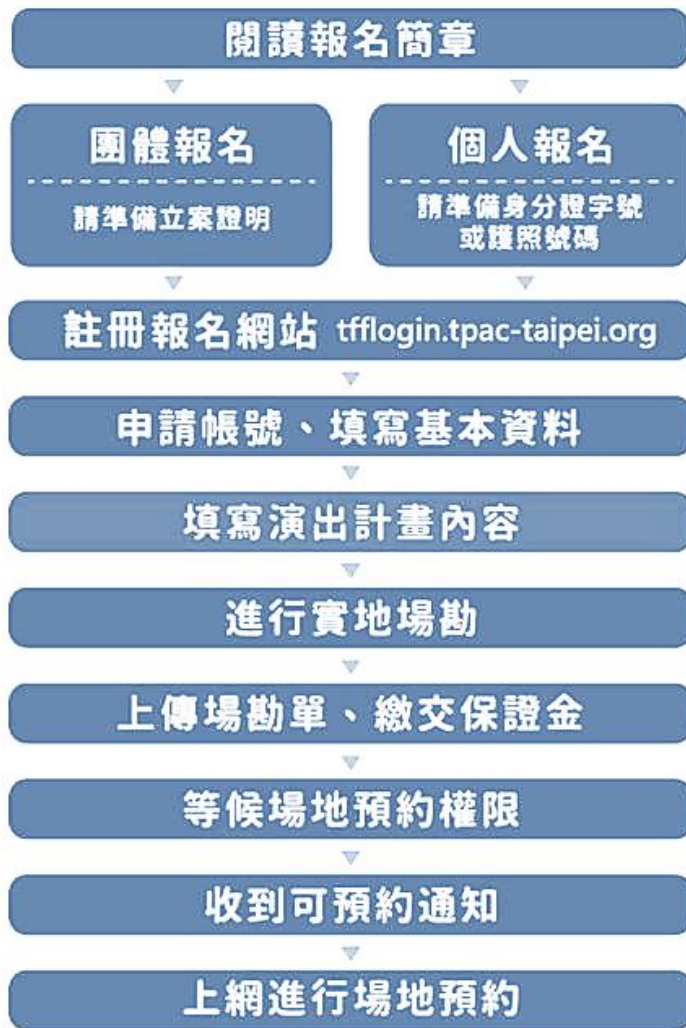 閱讀報名簡章
團體報名
請準備立案證明
個人報名
請準備身分證字號
或護照號碼
註冊報名網站 tfflogin.tpac-taipei.org
申請帳號、填寫基本資料
填寫演出計畫內容
進行實地場勘
上傳場勘單、繳交保證金
等候場地預約權限
收到可預約通知
上網進行場地預約